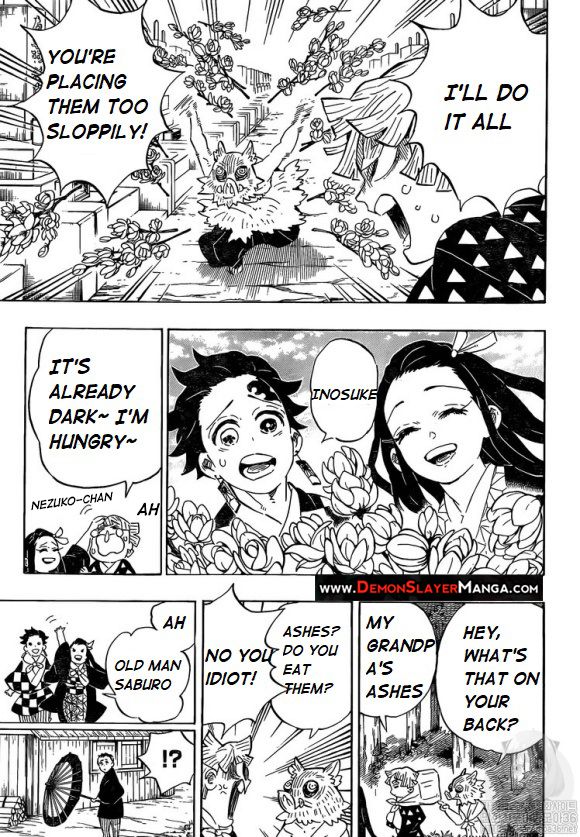 I'LL DO
IT ALL
YOU'RE
PLACING
THEM TOO
SLOPPILY!
INOSUKE
IT'S
ALREADY
DARK~ I'M
HUNGRY~
AH
NEZUKO-CHAN
WWW.DEMONSLAYERMANGA.COM
HEY,
WHAT'S
THAT ON
YOUR
BACK?
MY
GRANDP
A'S
ASHES
ASHES?
DO YOU
EAT
THEM?
NO YOU
IDIOT!
AH
OLD MAN
SABURO
!?